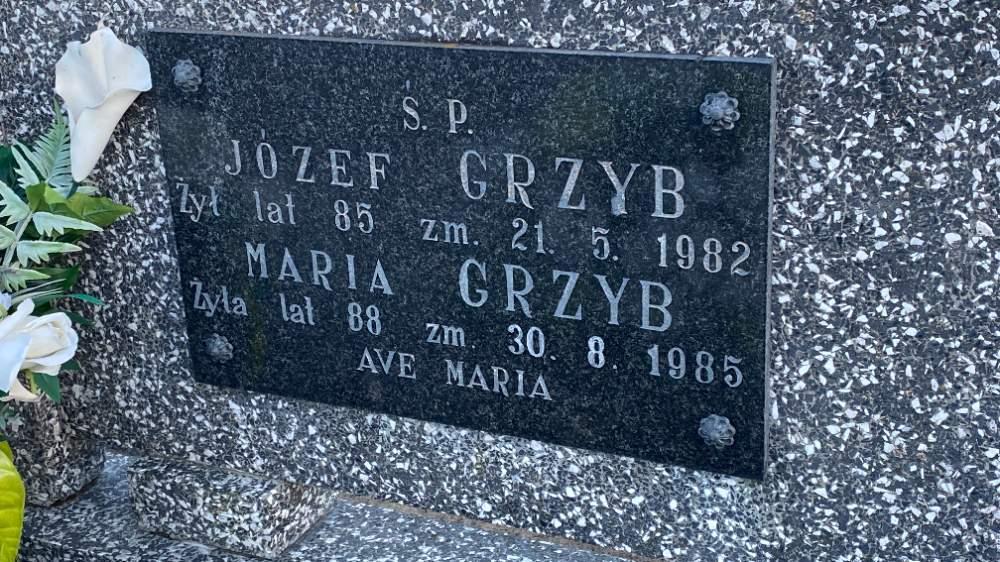 Ś. P.
JÓZEF GRZYB
Żył lat 85 zm. 21. 5. 1982
MARIA GRZYB
Żyła lat 88 zm. 30. 8. 1985
AVE MARIA